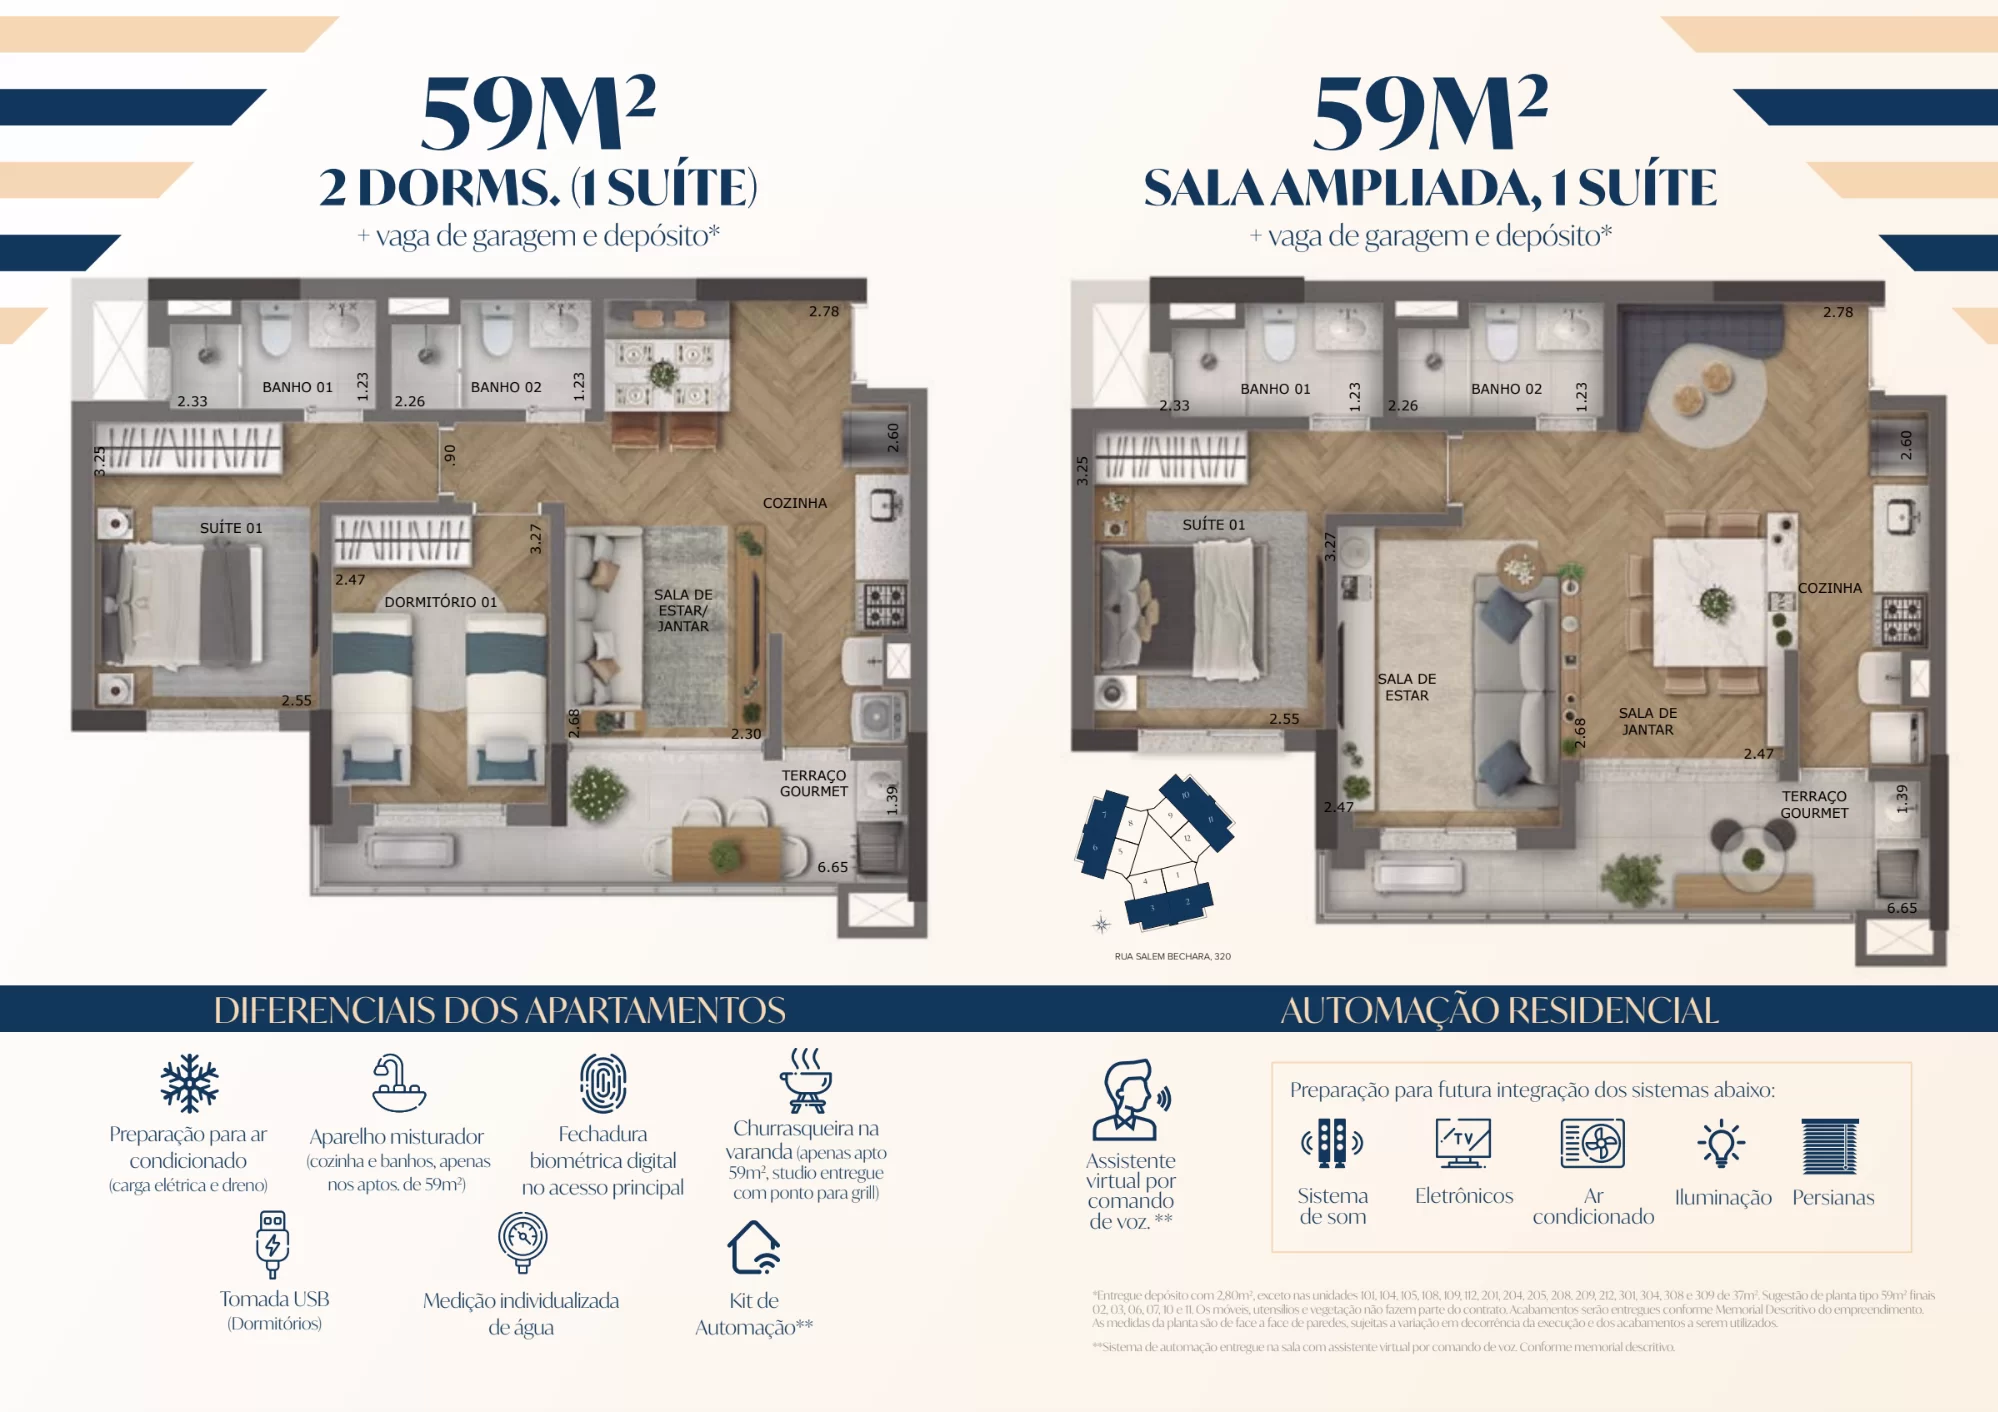 59M²
2 DORMS. (1 SUÍTE)
+ vaga de garagem e depósito*
2.78
BANHO 01
1.23
2.33
BANHO 02
1.23
2.26
3.25
.90
2.60
COZINHA
SUÍTE 01
3.27
2.47
DORMITÓRIO 01
SALA DE
ESTAR/
JANTAR
2.55
2.68
2.30
TERRAÇO
GOURMET
1.39
6.65
59M²
SALA AMPLIADA, 1 SUÍTE
+ vaga de garagem e depósito*
2.78
BANHO 01
1.23
2.33
BANHO 02
1.23
2.26
3.25
2.60
SUÍTE 01
3.27
COZINHA
SALA DE
ESTAR
2.55
2.68
SALA DE
JANTAR
2.47
2.47
TERRAÇO
GOURMET
1.39
6.65
7
8
6
5
10
9
11
12
4
1
3
2
RUA SALEM BECHARA, 320
DIFERENCIAIS DOS APARTAMENTOS
Preparação para ar
condicionado
(carga elétrica e dreno)
Aparelho misturador
(cozinha e banhos, apenas
nos aptos. de 59m²)
Fechadura
biométrica digital
no acesso principal
Churrasqueira na
varanda (apenas apto
59m², studio entregue
com ponto para grill)
Tomada USB
(Dormitórios)
Medição individualizada
de água
Kit de
Automação**
AUTOMAÇÃO RESIDENCIAL
Assistente
virtual por
comando
de voz. **
Preparação para futura integração dos sistemas abaixo:
TV
Sistema
de som
Eletrônicos
Ar
condicionado
Iluminação
Persianas
*Entregue depósito com 2,80m², exceto nas unidades 101, 104, 105, 108, 109, 112, 201, 204, 205, 208, 209, 212, 301, 304, 308 e 309 de 37m². Sugestão de planta tipo 59m² finais
02, 03, 06, 07, 10 e 11. Os móveis, utensílios e vegetação não fazem parte do contrato. Acabamentos serão entregues conforme Memorial Descritivo do empreendimento.
As medidas da planta são de face a face de paredes, sujeitas a variação em decorrência da execução e dos acabamentos a serem utilizados.
**Sistema de automação entregue na sala com assistente virtual por comando de voz. Conforme memorial descritivo.